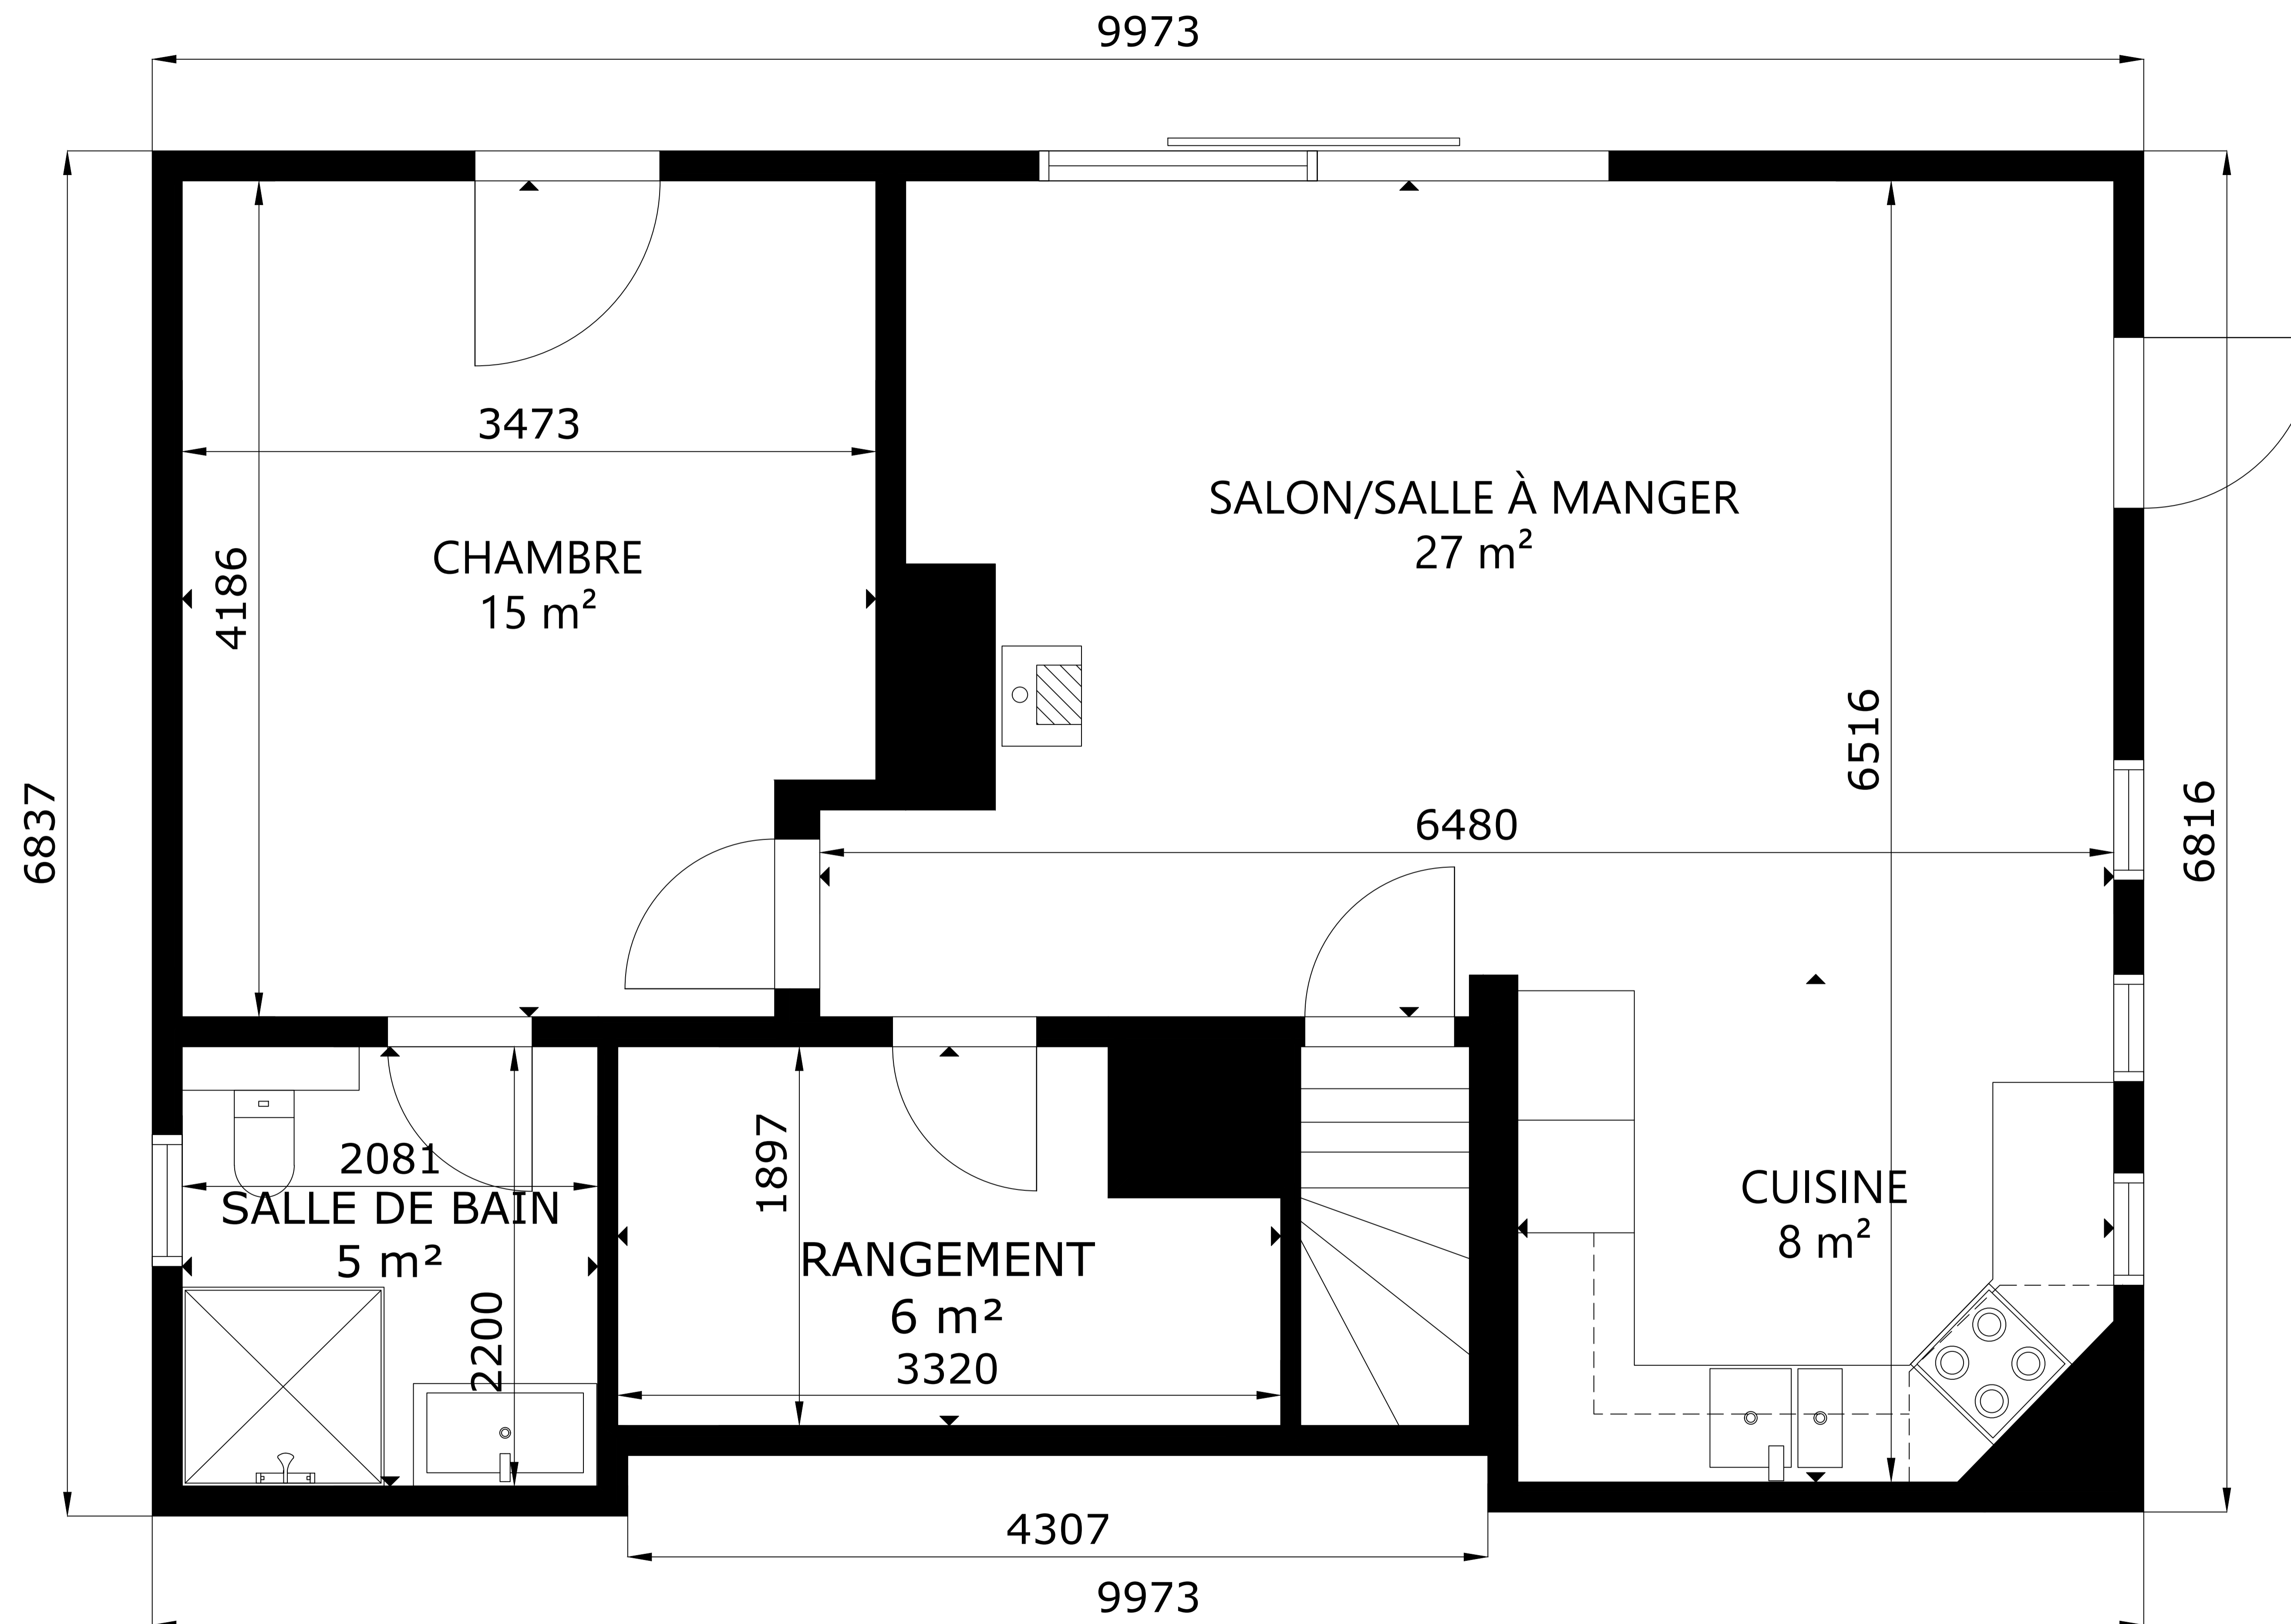 9973
3473
SALON/SALLE À MANGER
27 m²
CHAMBRE
15 m²
4186
6516
6480
6837
6816
1897
2081
SALLE DE BAIN
5 m²
CUISINE
8 m²
RANGEMENT
6 m²
2200
3320
4307
9973